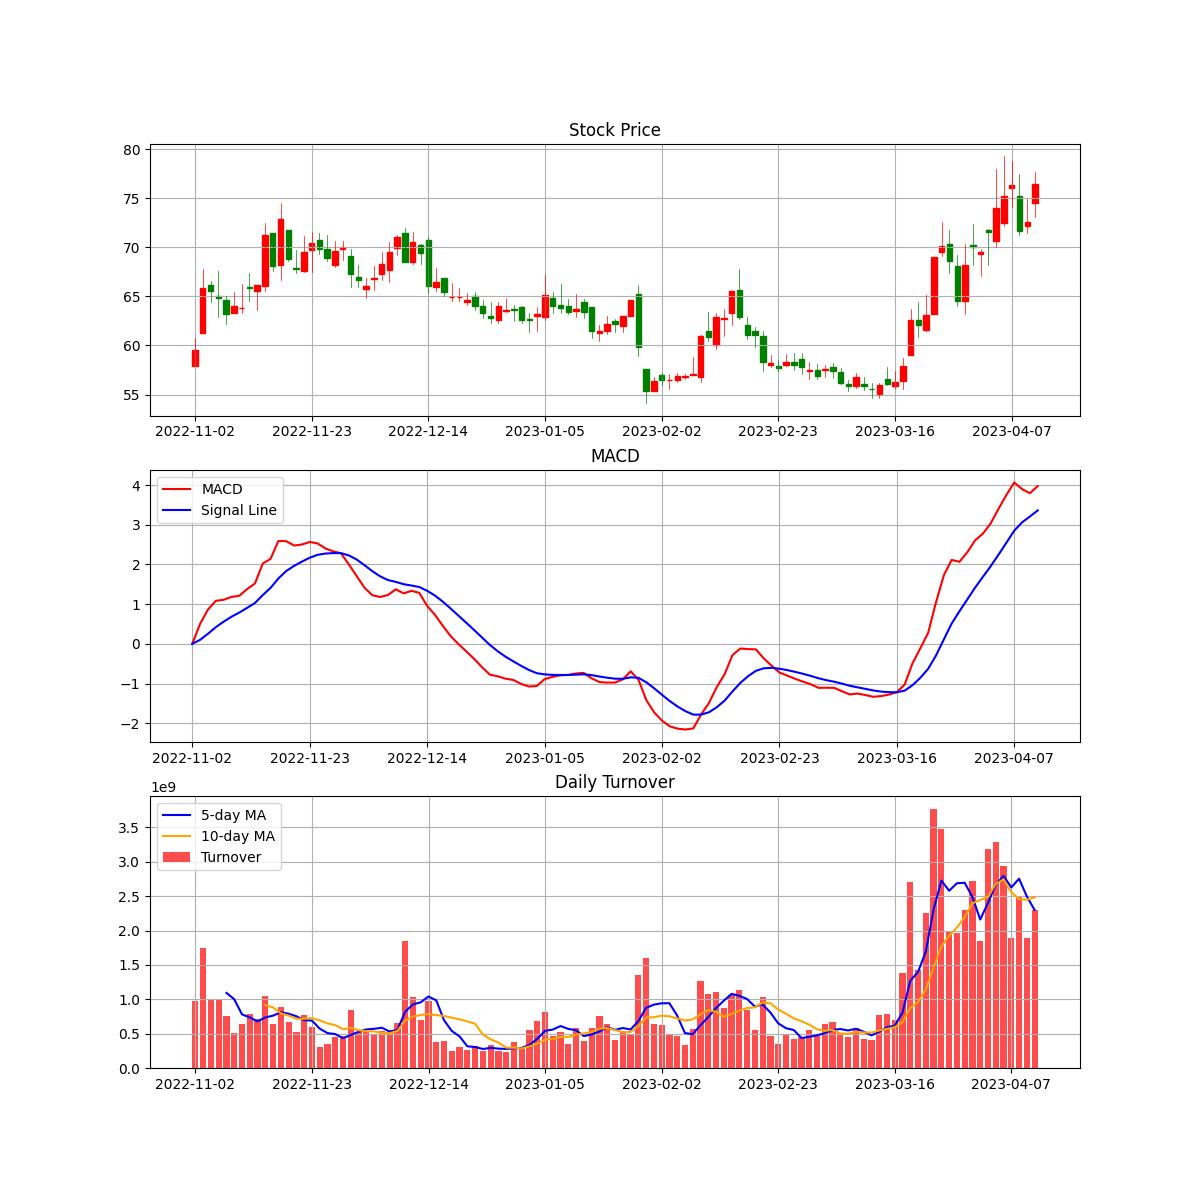 Stock Price
80
75
70
65
60
55
2022-11-02 2022-11-23 2022-12-14 2023-01-05 2023-02-02 2023-02-23 2023-03-16 2023-04-07
MACD
MACD
Signal Line
4
3
2
1
0
−1
−2
2022-11-02 2022-11-23 2022-12-14 2023-01-05 2023-02-02 2023-02-23 2023-03-16 2023-04-07
Daily Turnover
1e9
5-day MA
10-day MA
Turnover
3.5
3.0
2.5
2.0
1.5
1.0
0.5
0.0
2022-11-02 2022-11-23 2022-12-14 2023-01-05 2023-02-02 2023-02-23 2023-03-16 2023-04-07